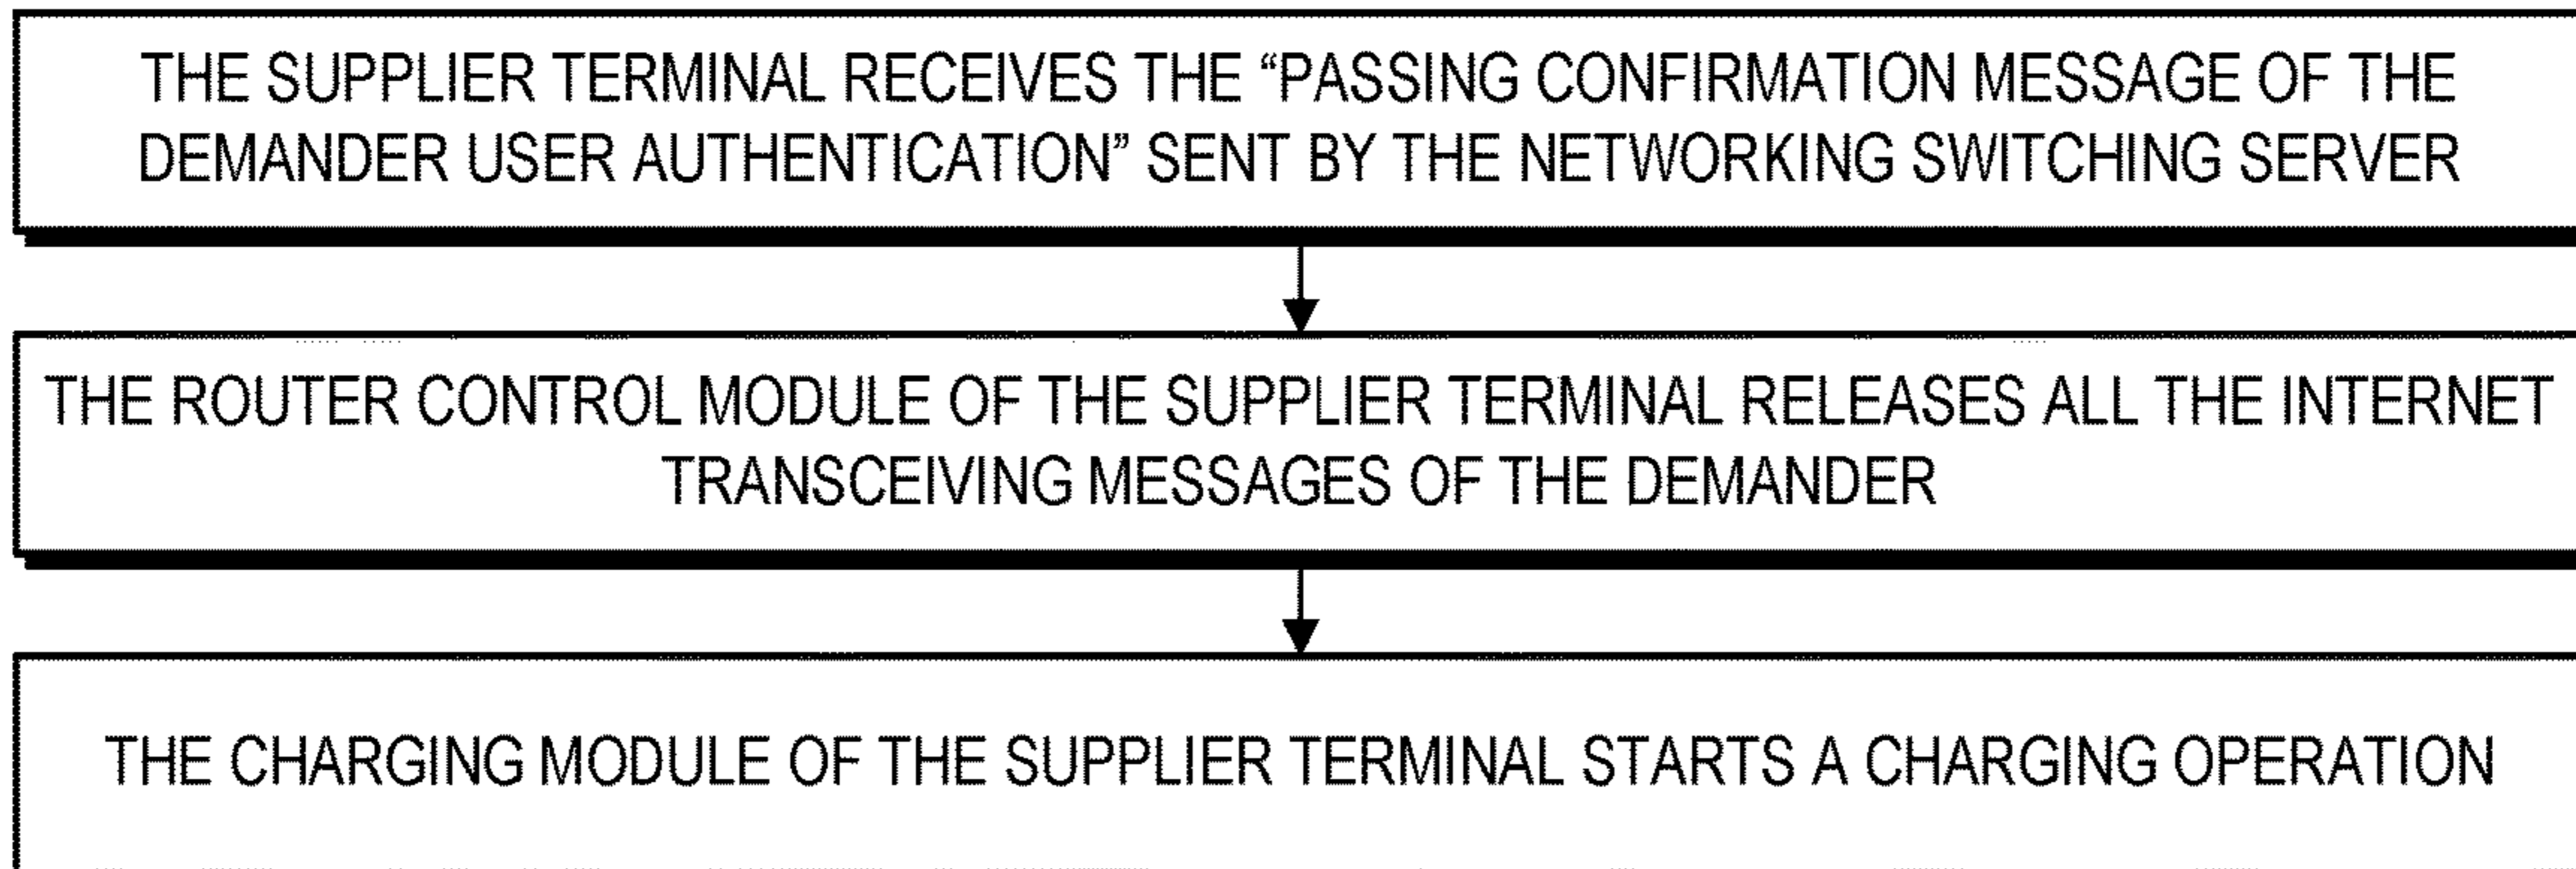 THE SUPPLIER TERMINAL RECEIVES THE “PASSING CONFIRMATION MESSAGE OF THE
DEMANDER USER AUTHENTICATION” SENT BY THE NETWORKING SWITCHING SERVER
THE ROUTER CONTROL MODULE OF THE SUPPLIER TERMINAL RELEASES ALL THE INTERNET
TRANSCEIVING MESSAGES OF THE DEMANDER
THE CHARGING MODULE OF THE SUPPLIER TERMINAL STARTS A CHARGING OPERATION